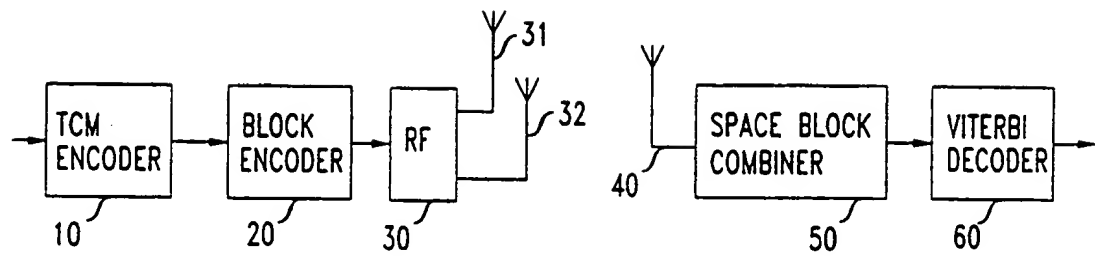 31
32
TCM
ENCODER
BLOCK
ENCODER
RF
SPACE BLOCK
COMBINER
VITERBI
DECODER
10
20
30
40
50
60